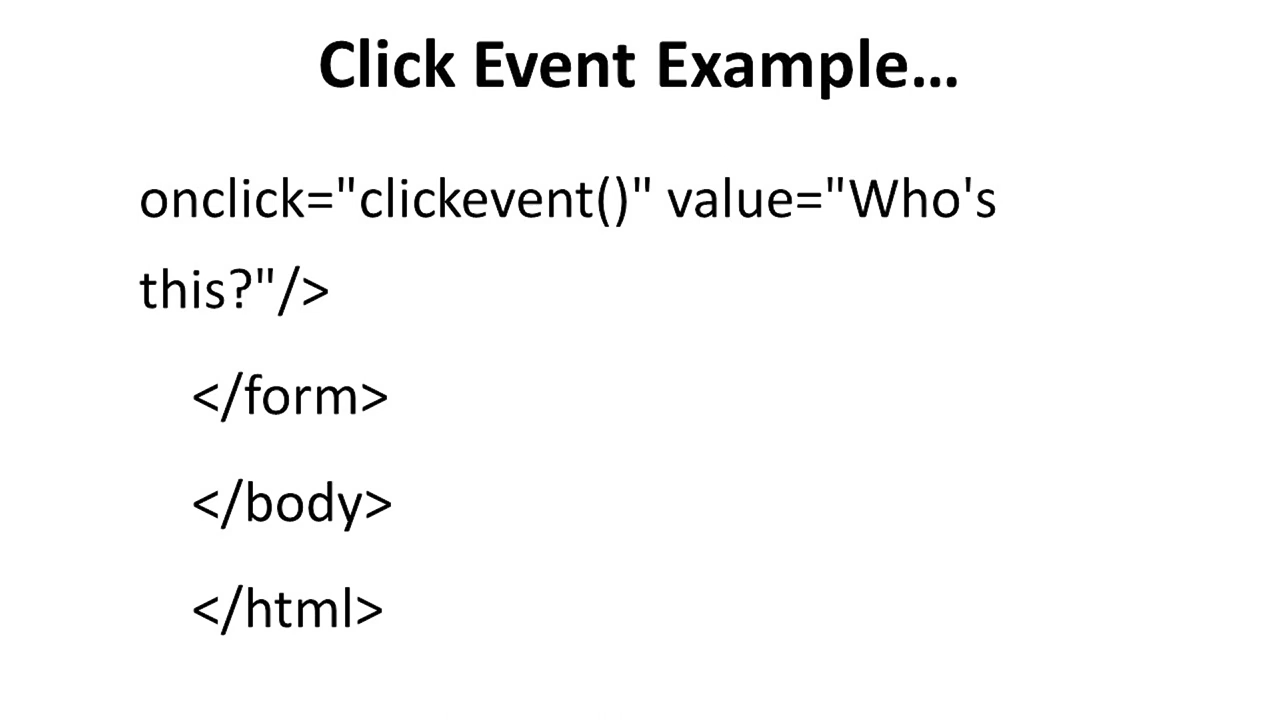 Click Event Example…
onclick="clickevent()" value="Who's
this?"/>
</form>
</body>
</html>